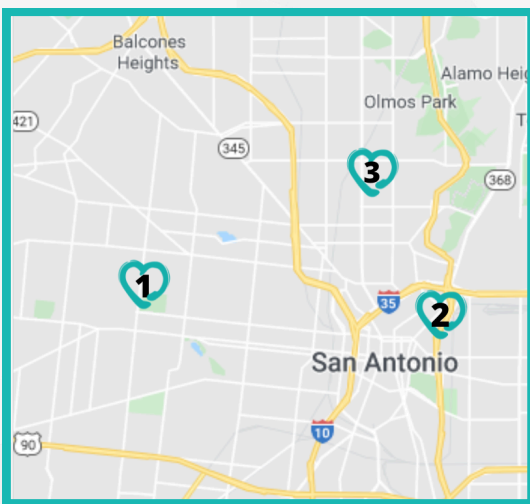 Balcones
Heights
Alamo Heig
Olmos Park
421
T
345
3
368
1
35
2
San Antonio
10
90